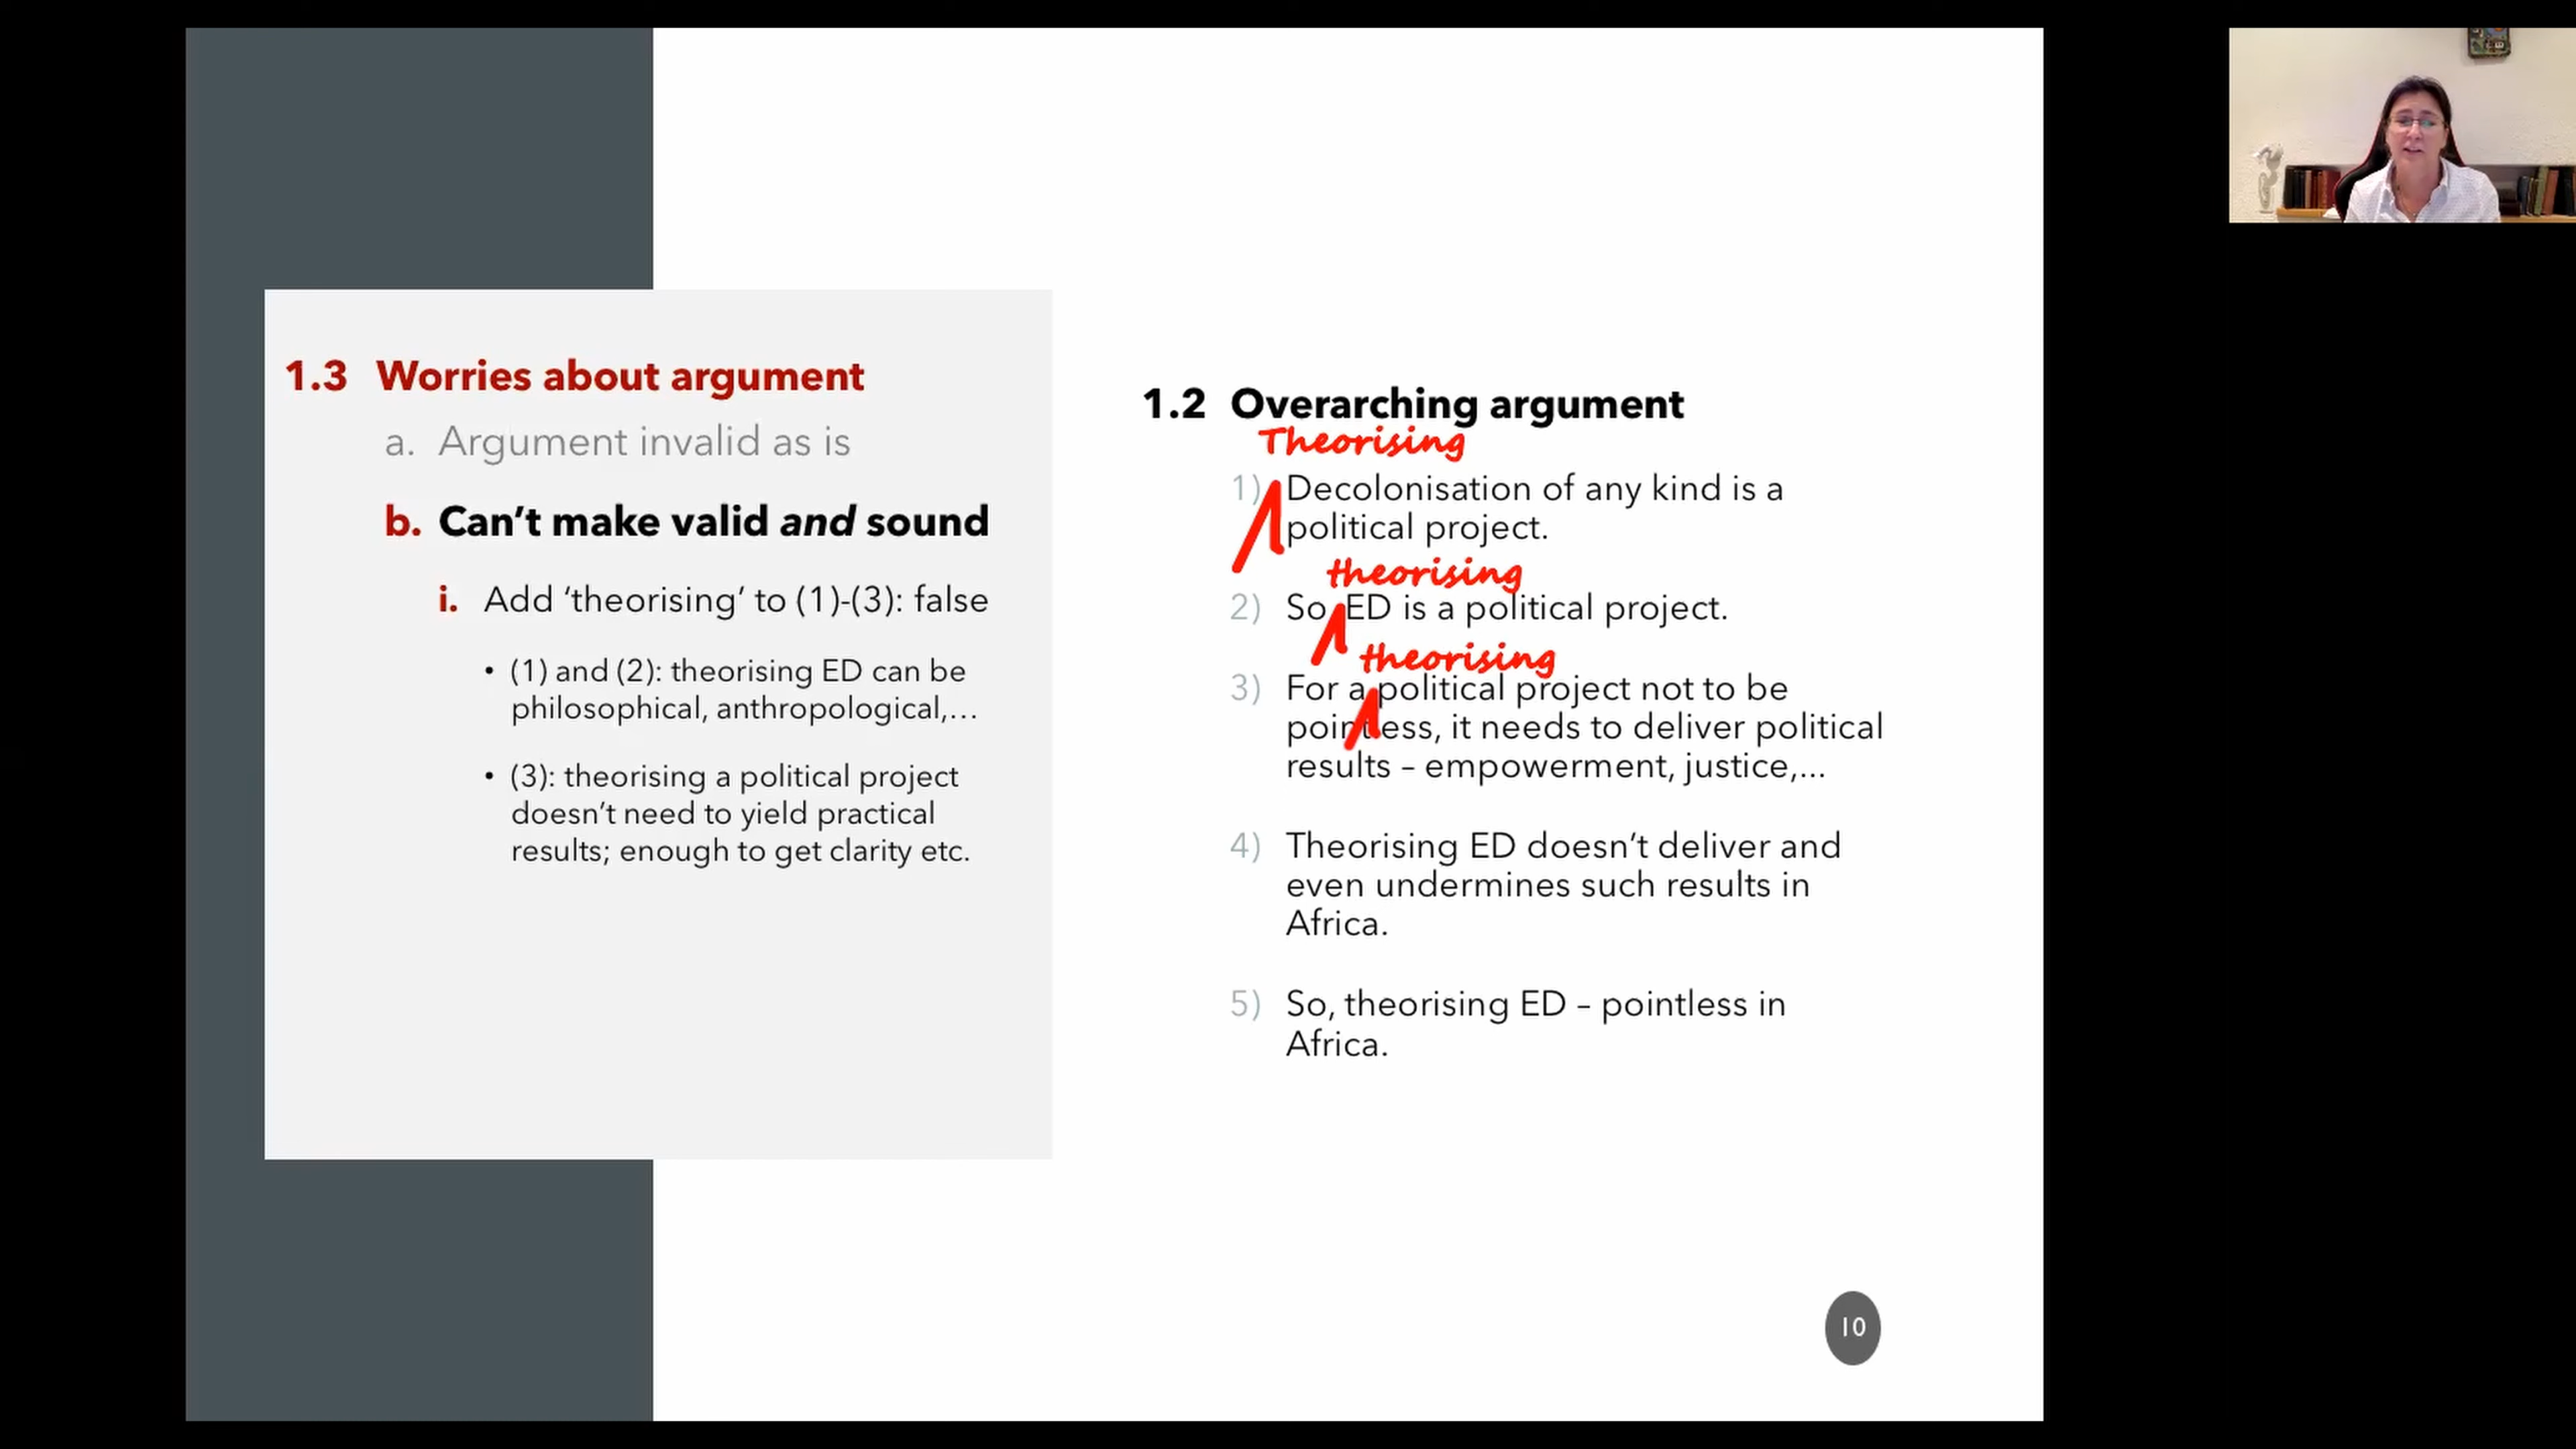 1.3 Worries about argument
a. Argument invalid as is
b. Can't make valid and sound
i. Add 'theorising' to (1)-(3): false
• (1) and (2): theorising ED can be
philosophical, anthropological,...
• (3): theorising a political project
doesn't need to yield practical
results; enough to get clarity etc.
1.2 Overarching argument
Theorising
1) Decolonisation of any kind is a
political project.
theorising
2) So ED is a political project.
theorising
3) For a political project not to be
pointless, it needs to deliver political
results – empowerment, justice,...
4) Theorising ED doesn't deliver and
even undermines such results in
Africa.
5) So, theorising ED – pointless in
Africa.
10